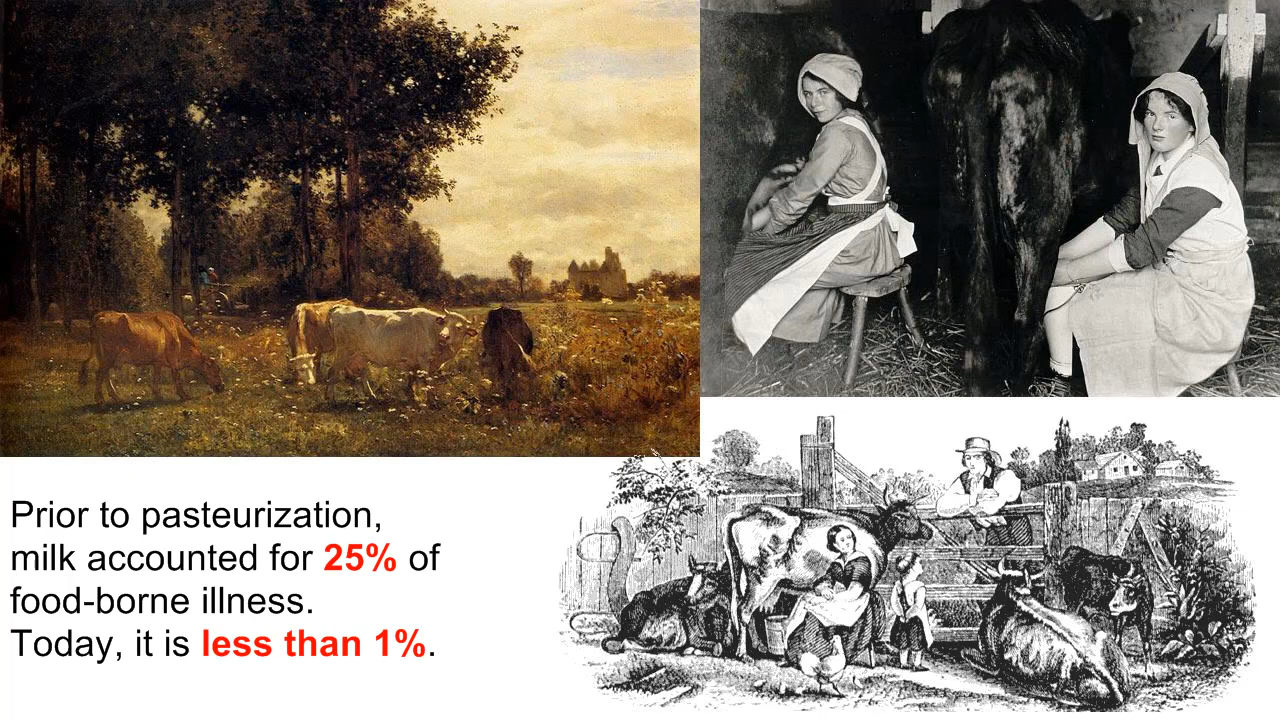 Prior to pasteurization,
milk accounted for 25% of
food-borne illness.
Today, it is less than 1%.